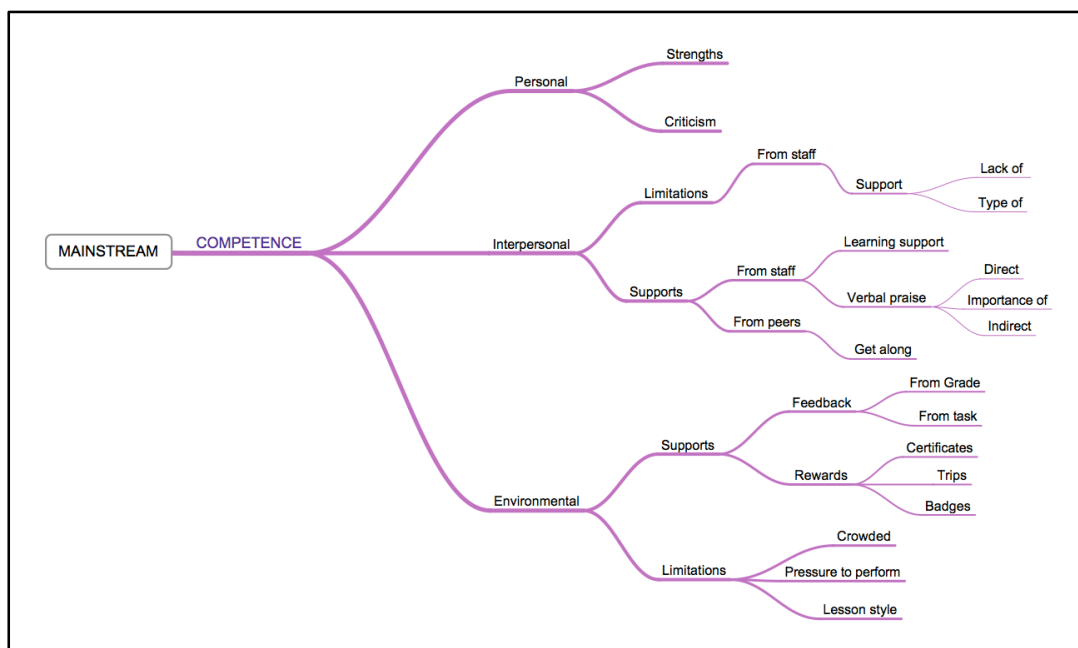 MAINSTREAM
COMPETENCE
Personal
Strengths
Criticism
Interpersonal
Limitations
From staff
Support
Lack of
Type of
Supports
From staff
Learning support
Verbal praise
Direct
Importance of
Indirect
From peers
Get along
Environmental
Supports
Feedback
From Grade
From task
Rewards
Certificates
Trips
Badges
Limitations
Crowded
Pressure to perform
Lesson style